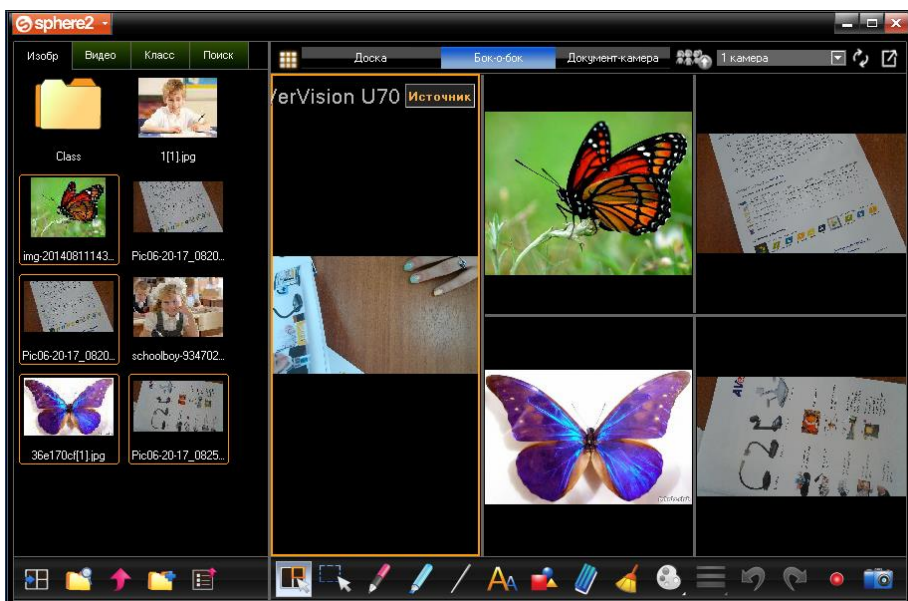 sphere2
Изобр Видео Класс Поиск
Доска Бок-о-бок Документ-камера 1 камера
Class
1[1].jpg
img-20140811143...
Pic06-20-17_0820...
Pic06-20-17_0820...
schoolboy-934702...
36e170cf[1].jpg
Pic06-20-17_0825...
verVision U70 Источник